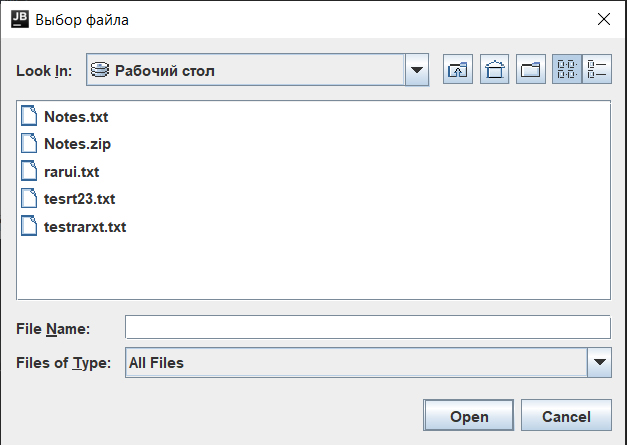 JB Выбор файла
Look In: Рабочий стол
Notes.txt
Notes.zip
rarui.txt
tesrt23.txt
testrarxt.txt
File Name:
Files of Type: All Files
Open Cancel